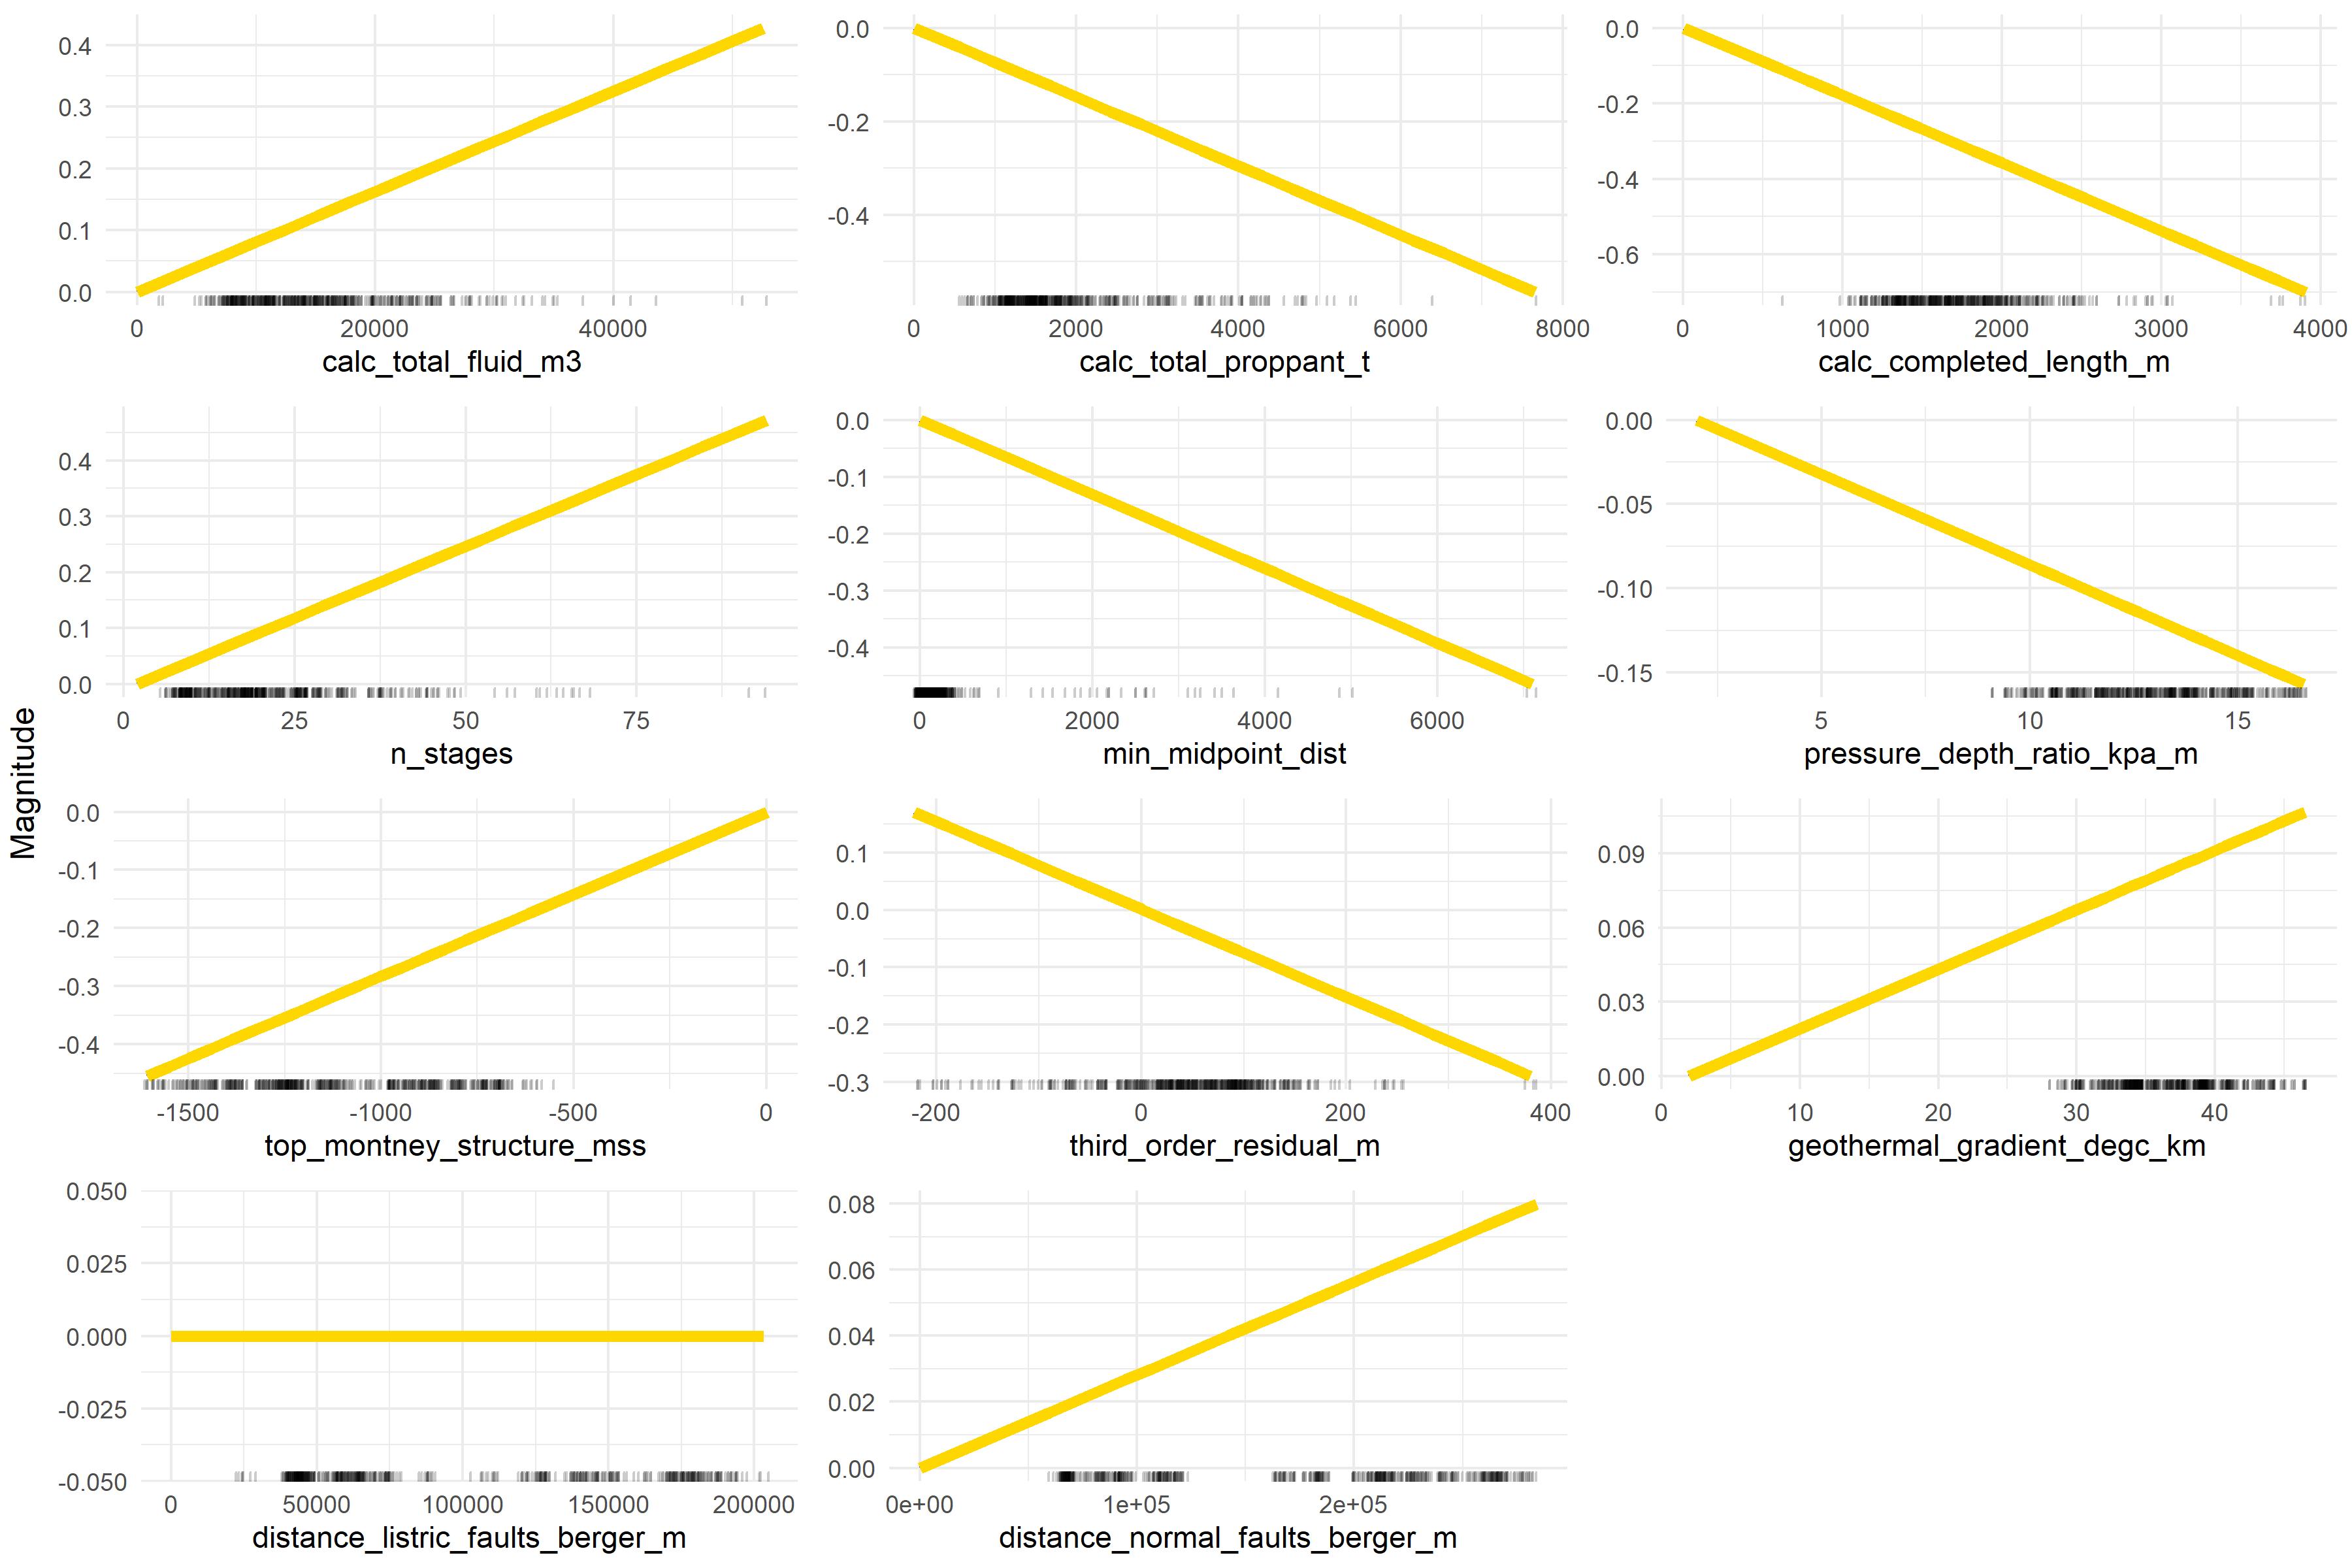 Magnitude
0.4
0.3
0.2
0.1
0.0
0 20000 40000
calc_total_fluid_m3
0.0
-0.2
-0.4
0 2000 4000 6000 8000
calc_total_proppant_t
0.0
-0.2
-0.4
-0.6
0 1000 2000 3000 4000
calc_completed_length_m
0.4
0.3
0.2
0.1
0.0
0 25 50 75
n_stages
0.0
-0.1
-0.2
-0.3
-0.4
0 2000 4000 6000
min_midpoint_dist
0.00
-0.05
-0.10
-0.15
5 10 15
pressure_depth_ratio_kpa_m
0.0
-0.1
-0.2
-0.3
-0.4
-1500 -1000 -500 0
top_montney_structure_mss
0.1
0.0
-0.1
-0.2
-0.3
-200 0 200 400
third_order_residual_m
0.09
0.06
0.03
0.00
0 10 20 30 40
geothermal_gradient_degc_km
0.050
0.025
0.000
-0.025
-0.050
0 50000 100000 150000 200000
distance_listric_faults_berger_m
0.08
0.06
0.04
0.02
0.00
0e+00 1e+05 2e+05
distance_normal_faults_berger_m